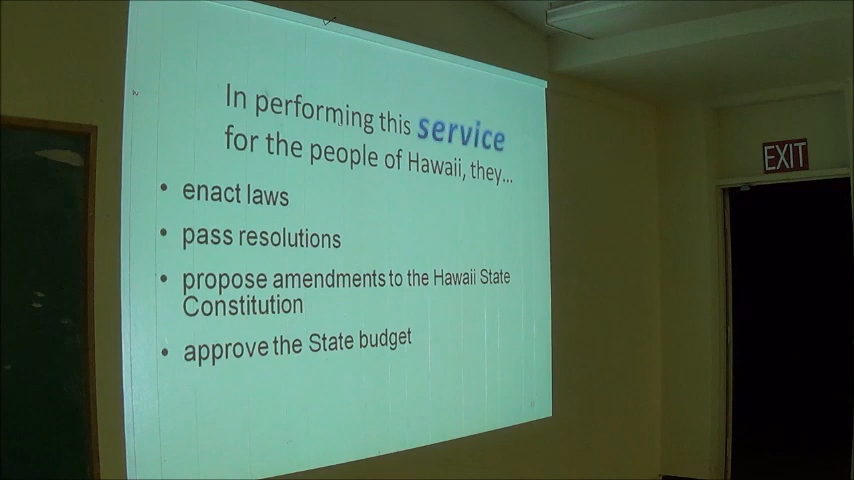 In performing this service
for the people of Hawaii, they...
• enact laws
• pass resolutions
• propose amendments to the Hawaii State
Constitution
• approve the State budget
EXIT